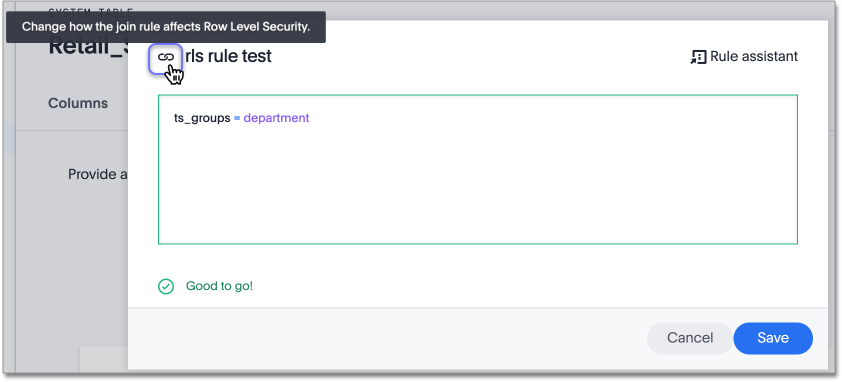 SYSTEM TABLE
Change how the join rule affects Row Level Security.
rls rule test
Rule assistant
Columns
ts_groups = department
Provide a
Good to go!
Cancel
Save